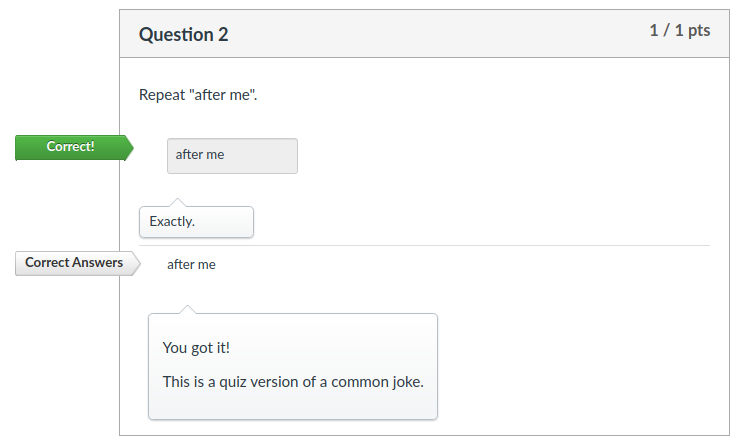 Question 2
1 / 1 pts
Repeat "after me".
Correct!
after me
Exactly.
Correct Answers
after me
You got it!
This is a quiz version of a common joke.